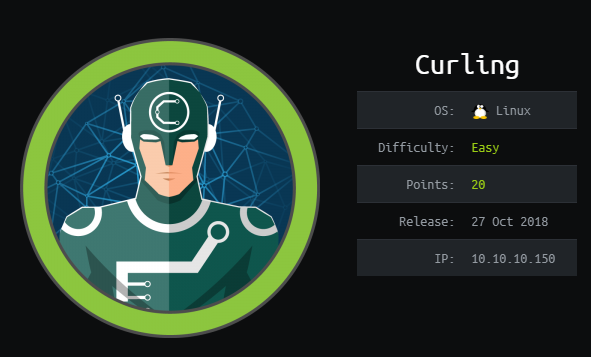 Curling
OS: Linux
Difficulty: Easy
Points: 20
Release: 27 Oct 2018
IP: 10.10.10.150